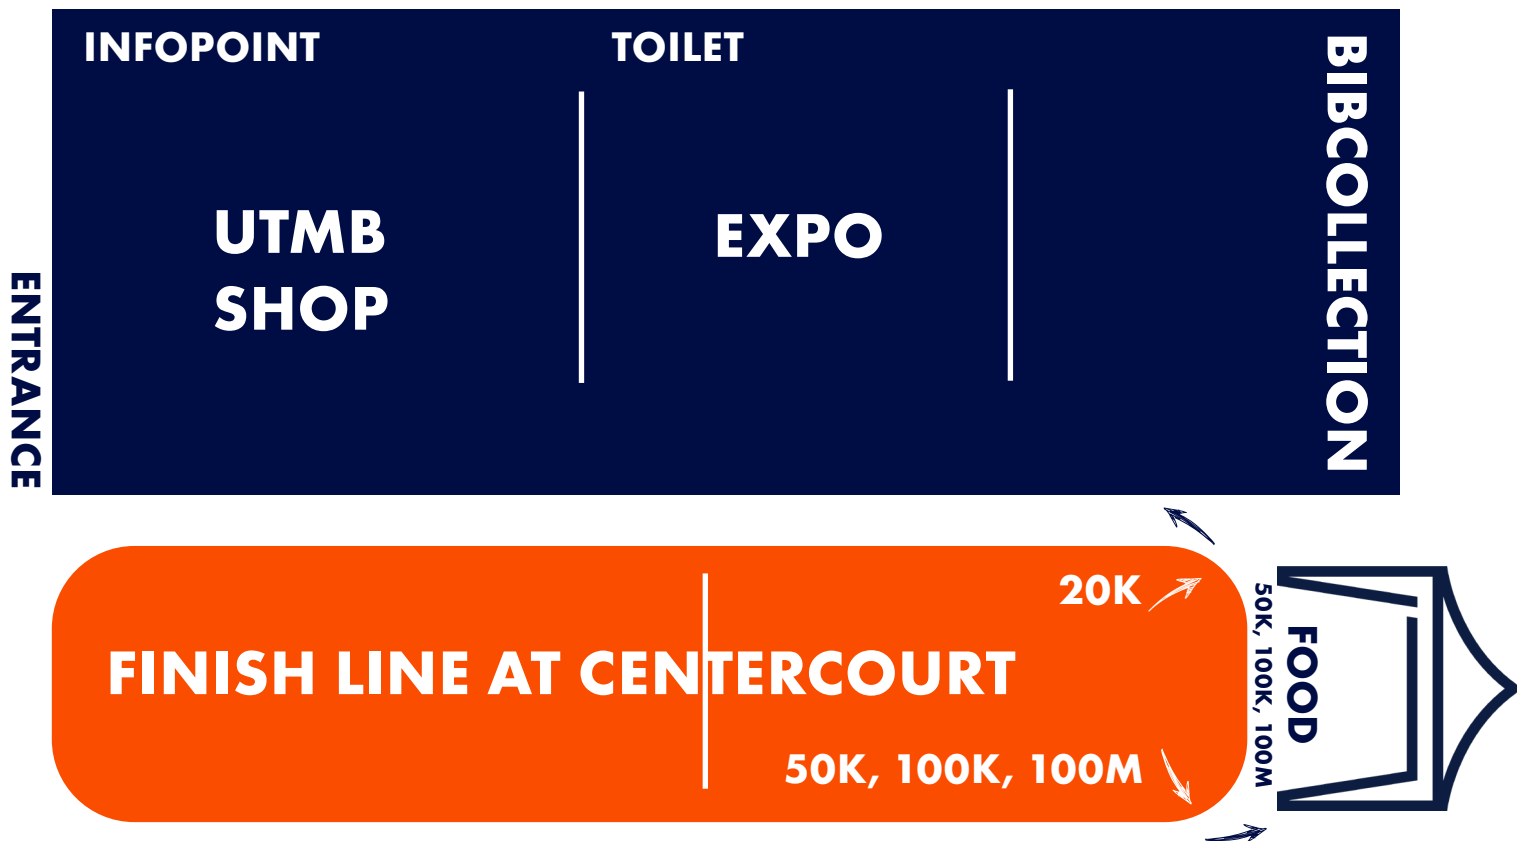 INFOPOINT
TOILET
BIBCOLLECTION
UTMB
SHOP
EXPO
ENTRANCE
20K
FINISH LINE AT CENTERCOURT
50K, 100K, 100M
50K, 100K, 100M
FOOD